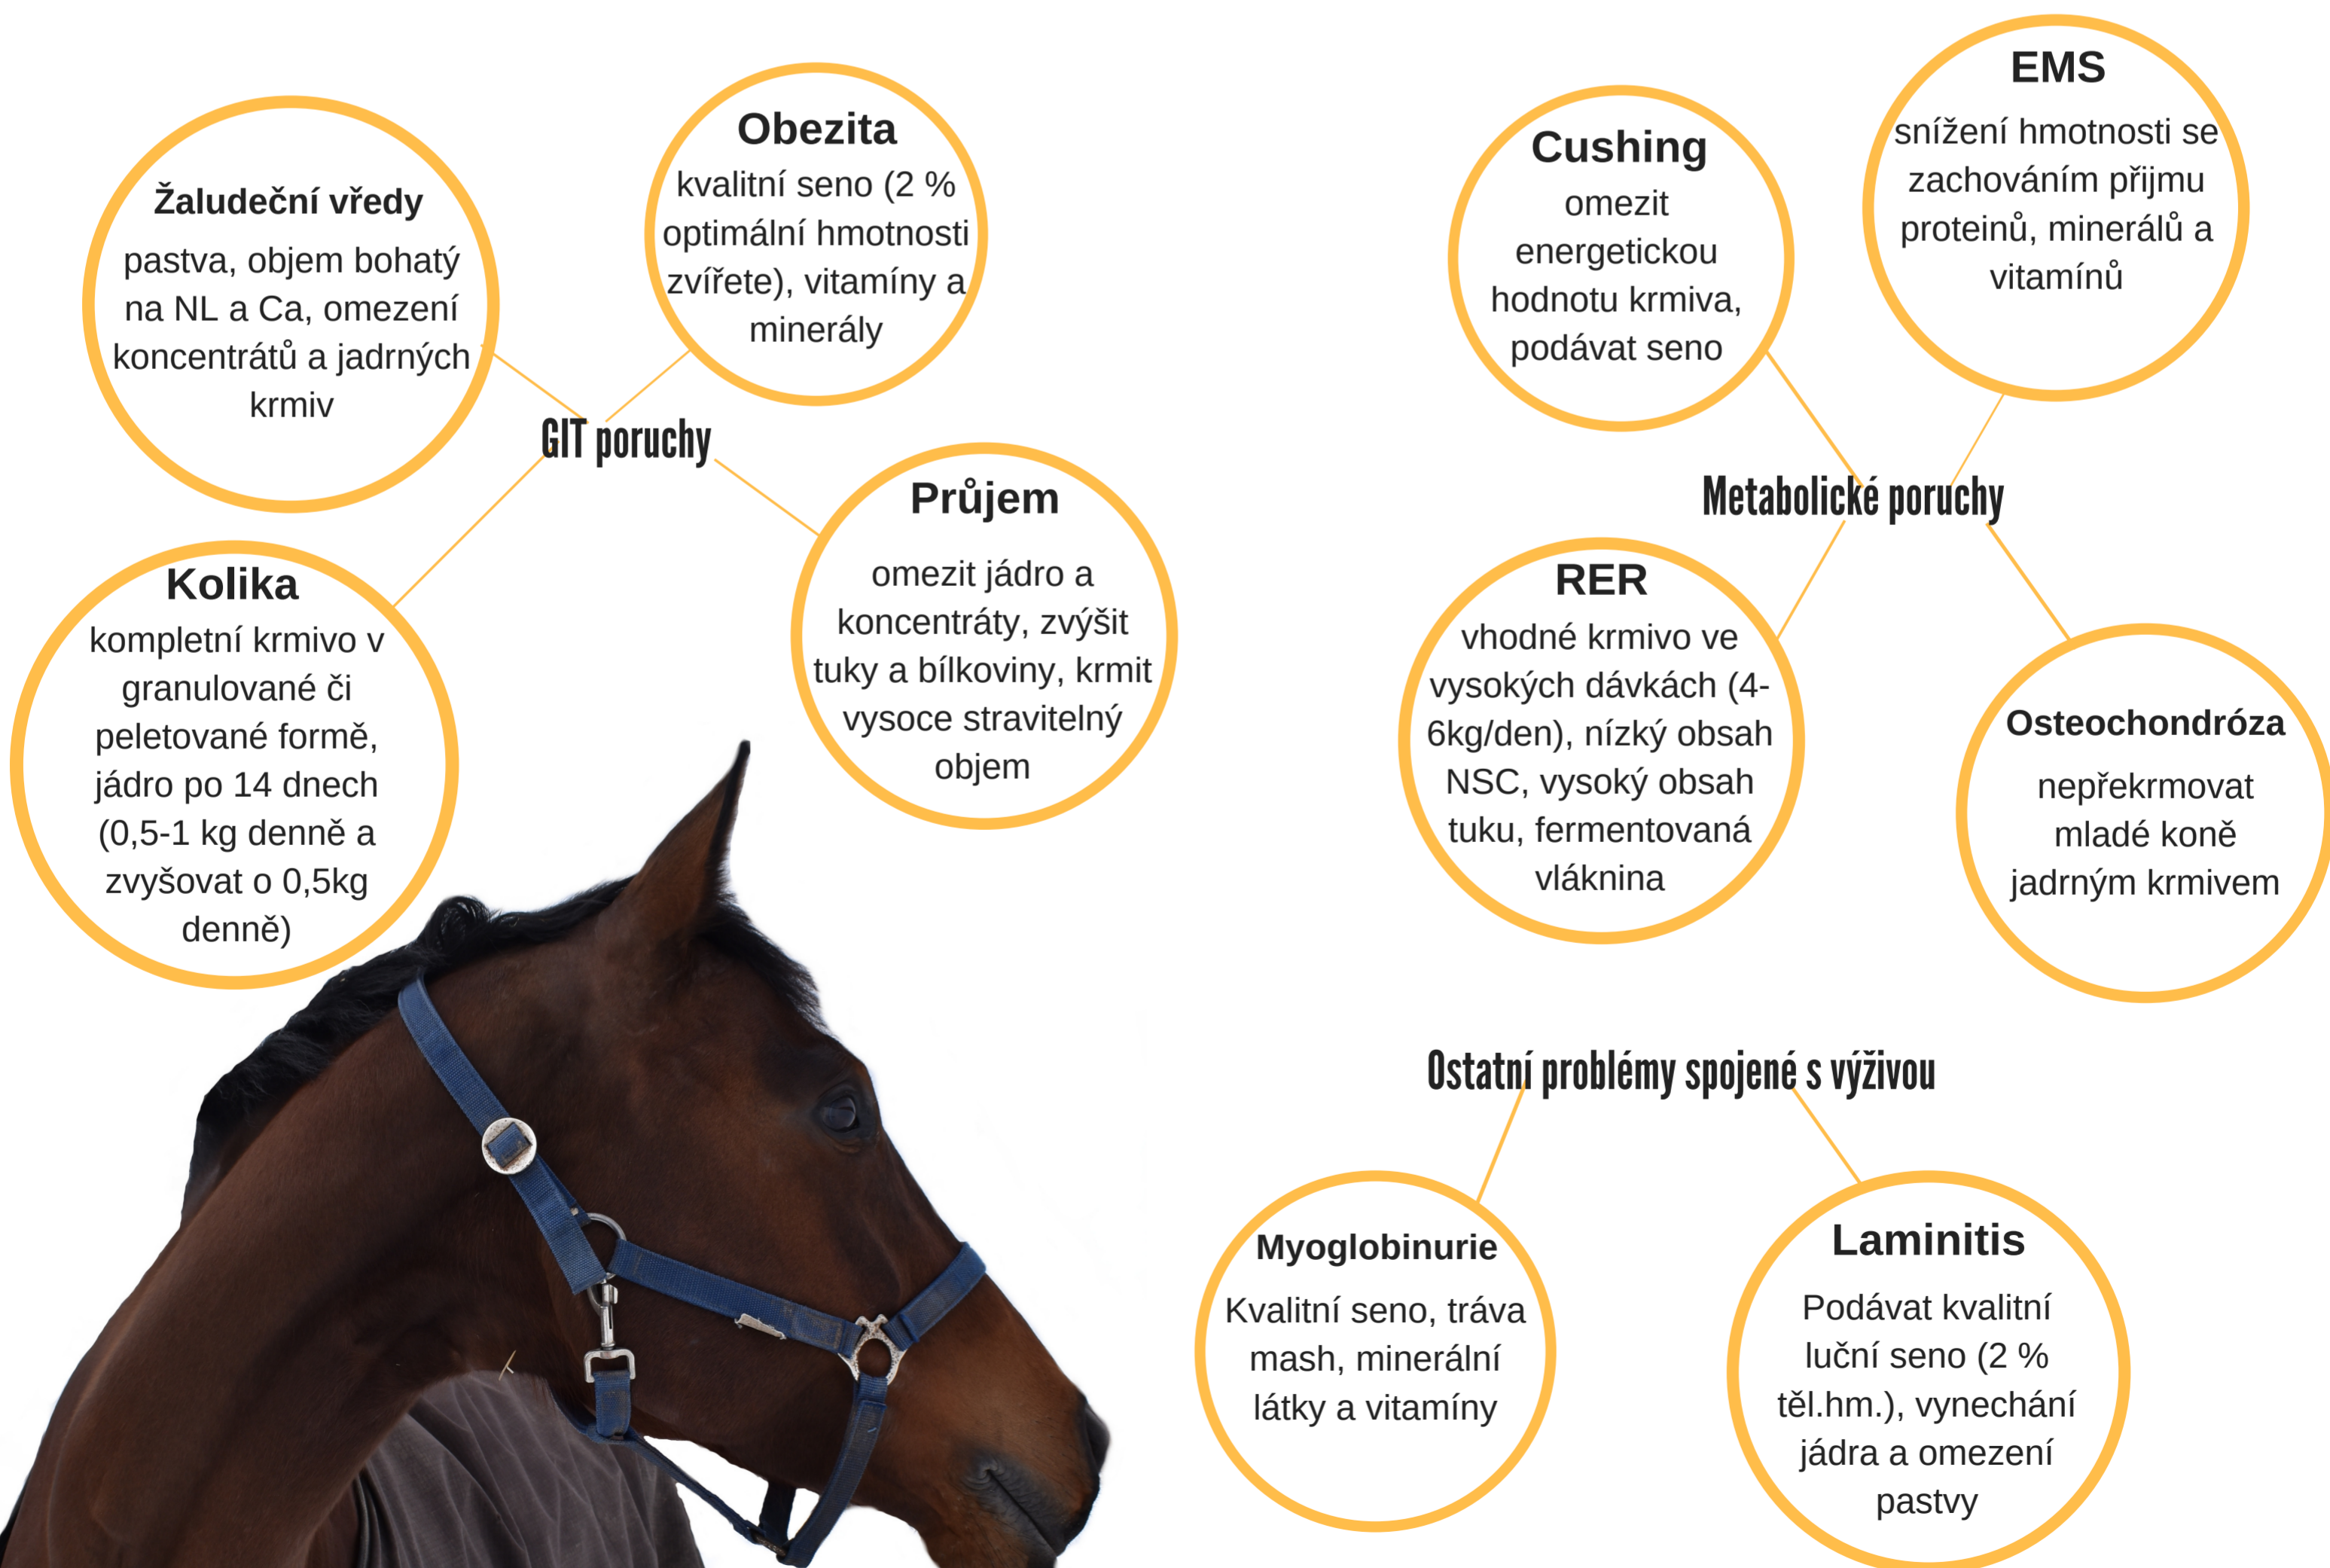 Žaludeční vředy
pastva, objem bohatý
na NL a Ca, omezení
koncentrátů a jadrných
krmiv
Obezita
kvalitní seno (2 %
optimální hmotnosti
zvířete), vitamíny a
minerály
GIT poruchy
Kolika
kompletní krmivo v
granulované či
peletované formě,
jádro po 14 dnech
(0,5-1 kg denně a
zvyšovat o 0,5kg
denně)
Průjem
omezit jádro a
koncentráty, zvýšit
tuky a bílkoviny, krmit
vysoce stravitelný
objem
Cushing
omezit
energetickou
hodnotu krmiva,
podávat seno
EMS
snížení hmotnosti se
zachováním přijmu
proteinů, minerálů a
vitamínů
Metabolické poruchy
RER
vhodné krmivo ve
vysokých dávkách (4-
6kg/den), nízký obsah
NSC, vysoký obsah
tuku, fermentovaná
vláknina
Osteochondróza
nepřekrmovat
mladé koně
jadrným krmivem
Ostatní problémy spojené s výživou
Myoglobinurie
Kvalitní seno, tráva
mash, minerální
látky a vitamíny
Laminitis
Podávat kvalitní
luční seno (2 %
těl.hm.), vynechání
jádra a omezení
pastvy